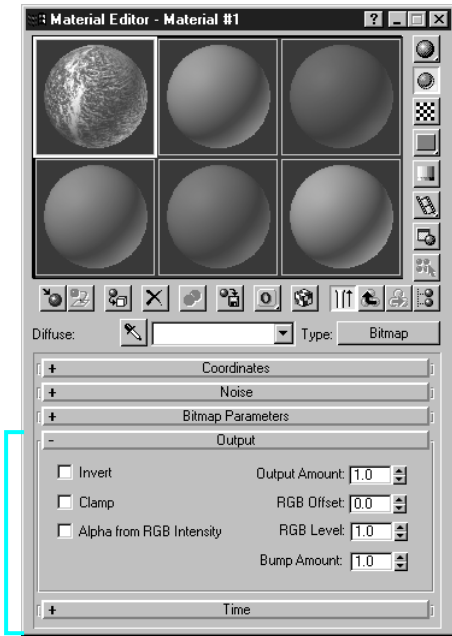 Material Editor - Material #1
Diffuse: Type: Bitmap
+ Coordinates
+ Noise
+ Bitmap Parameters
- Output
Invert Output Amount: 1.0
Clamp RGB Offset: 0.0
Alpha from RGB Intensity RGB Level: 1.0
Bump Amount: 1.0
+ Time